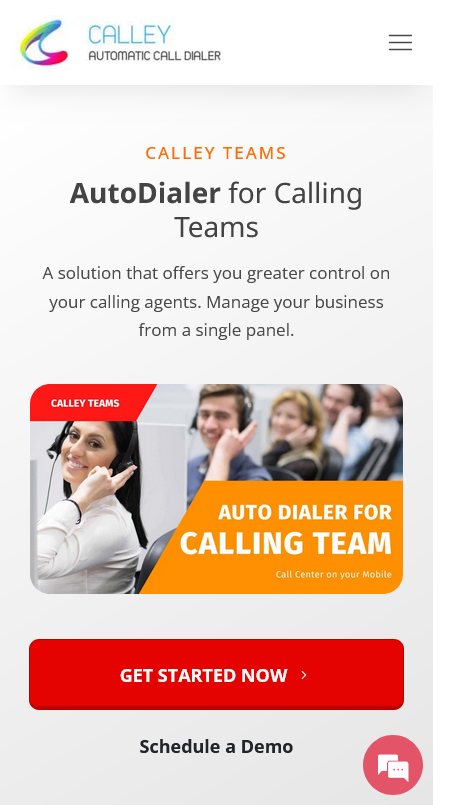 CALLEY
AUTOMATIC CALL DIALER
CALLEY TEAMS
AutoDialer for Calling
Teams
A solution that offers you greater control on
your calling agents. Manage your business
from a single panel.
CALLEY TEAMS
AUTO DIALER FOR
CALLING TEAM
Call Center on your Mobile
GET STARTED NOW
Schedule a Demo